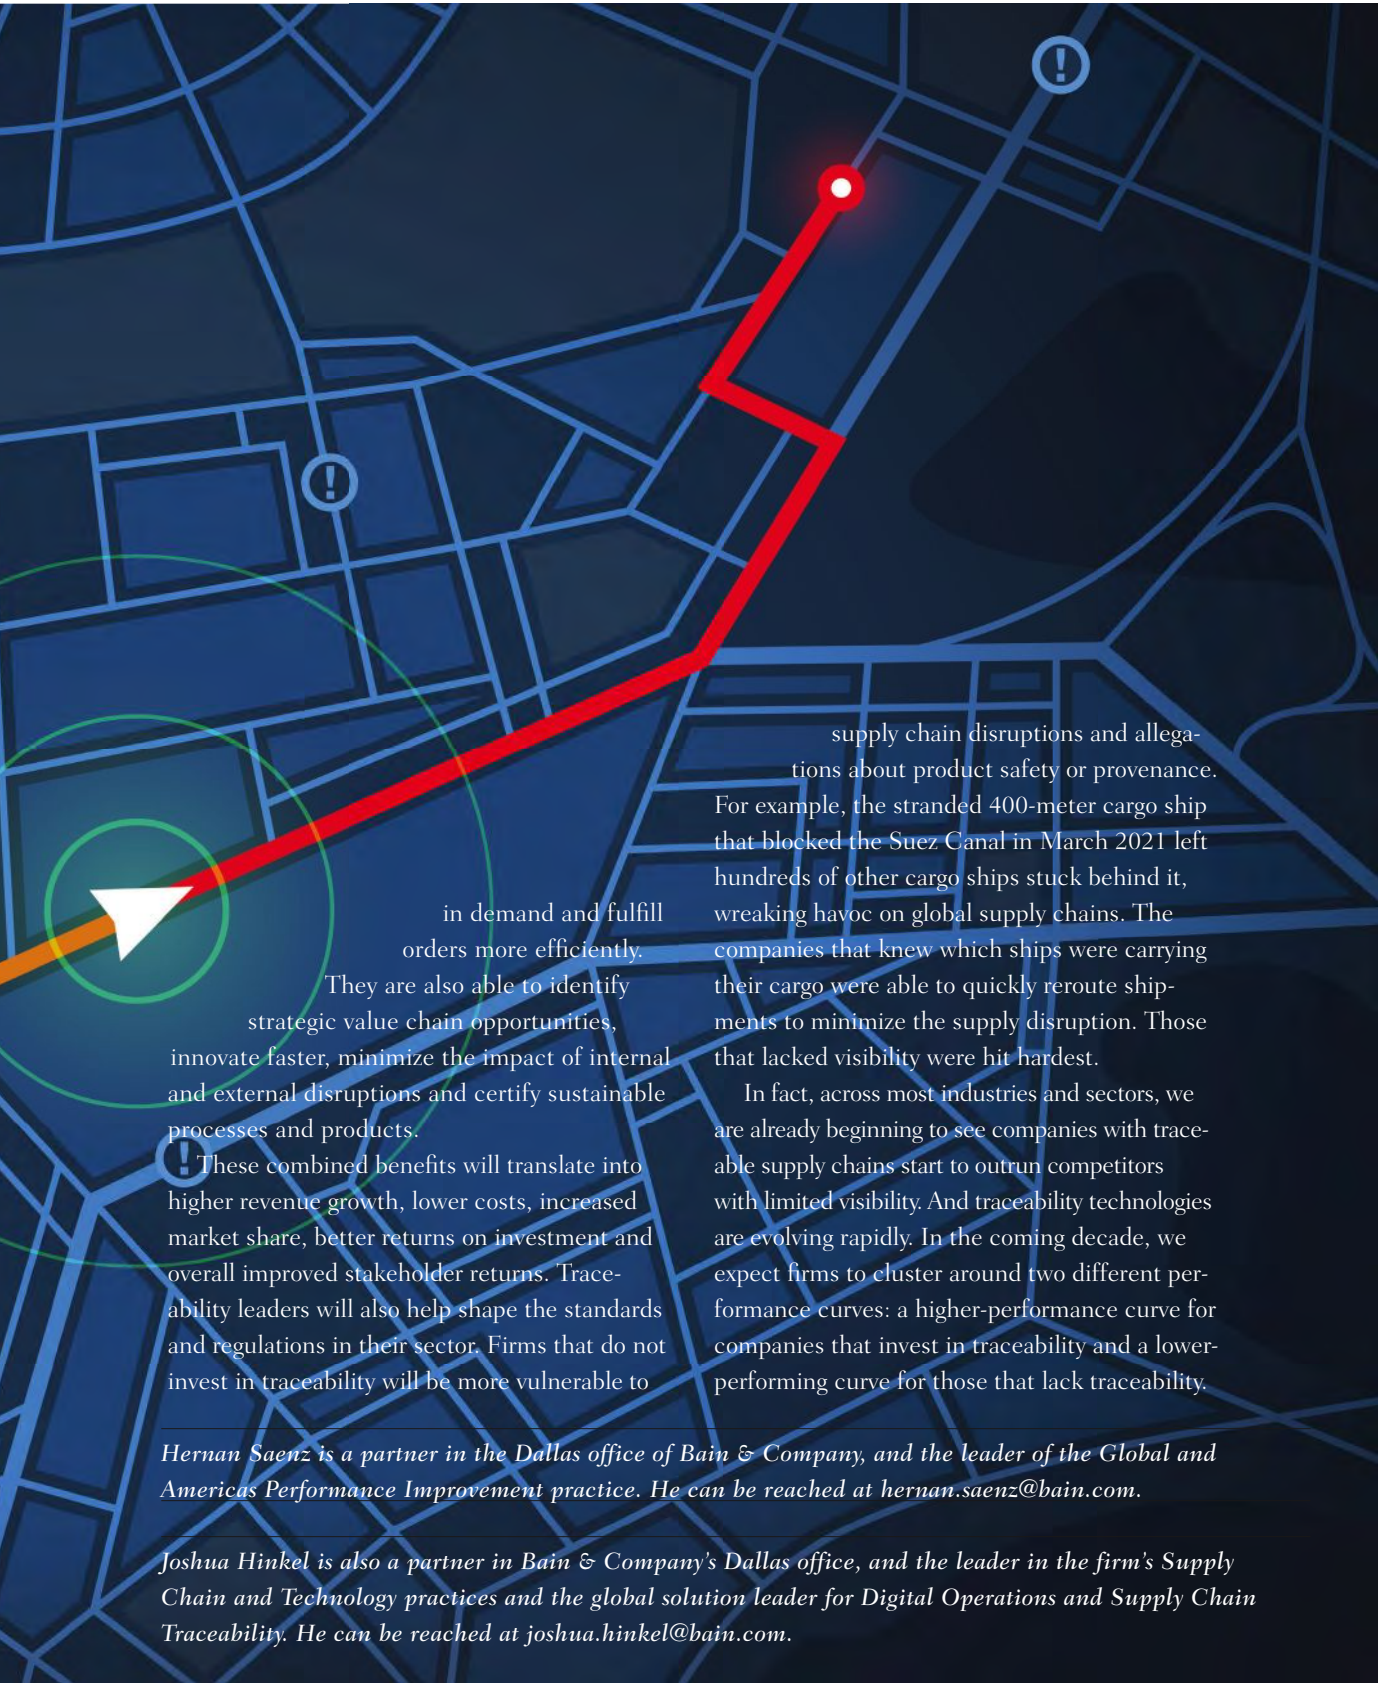 in demand and fulfill
orders more efficiently.
They are also able to identify
strategic value chain opportunities,
innovate faster, minimize the impact of internal
and external disruptions and certify sustainable
processes and products.
These combined benefits will translate into
higher revenue growth, lower costs, increased
market share, better returns on investment and
overall improved stakeholder returns. Trace-
ability leaders will also help shape the standards
and regulations in their sector. Firms that do not
invest in traceability will be more vulnerable to
supply chain disruptions and allega-
tions about product safety or provenance.
For example, the stranded 400-meter cargo ship
that blocked the Suez Canal in March 2021 left
hundreds of other cargo ships stuck behind it,
wreaking havoc on global supply chains. The
companies that knew which ships were carrying
their cargo were able to quickly reroute ship-
ments to minimize the supply disruption. Those
that lacked visibility were hit hardest.
In fact, across most industries and sectors, we
are already beginning to see companies with trace-
able supply chains start to outrun competitors
with limited visibility. And traceability technologies
are evolving rapidly. In the coming decade, we
expect firms to cluster around two different per-
formance curves: a higher-performance curve for
companies that invest in traceability and a lower-
performing curve for those that lack traceability.
Hernan Saenz is a partner in the Dallas office of Bain & Company, and the leader of the Global and
Americas Performance Improvement practice. He can be reached at hernan.saenz@bain.com.
Joshua Hinkel is also a partner in Bain & Company's Dallas office, and the leader in the firm's Supply
Chain and Technology practices and the global solution leader for Digital Operations and Supply Chain
Traceability. He can be reached at joshua.hinkel@bain.com.